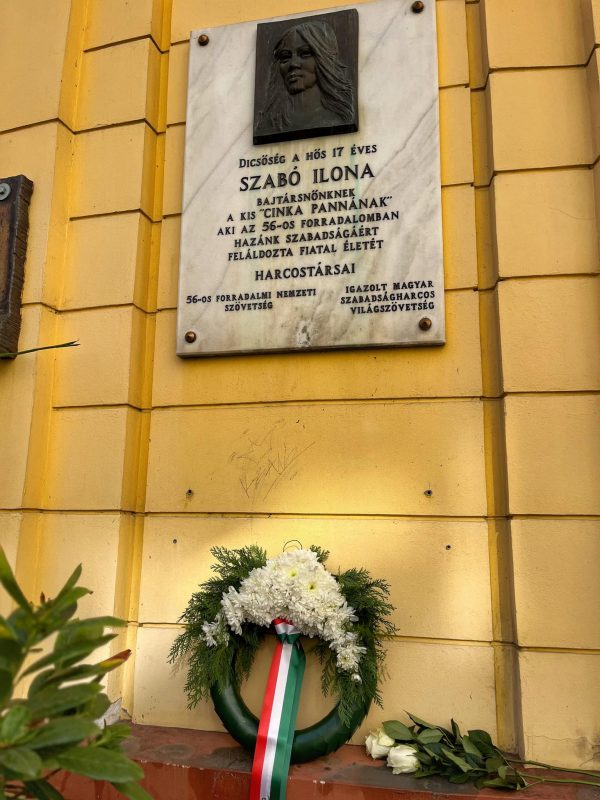 DICSŐSÉG A HŐS 17 ÉVES
SZABÓ ILONA
BAJTÁRSNŐNKNEK
A KIS "CINKA PANNÁNAK"
AKI AZ 56-OS FORRADALOMBAN
HAZÁNK SZABADSÁGÁÉRT
FELÁLDOZTA FIATAL ÉLETÉT
HARCOSTÁRSAI
56-OS FORRADALMI NEMZETI
SZÖVETSÉG
IGAZOLT MAGYAR
SZABADSÁGHARCOS
VILÁGSZÖVETSÉG